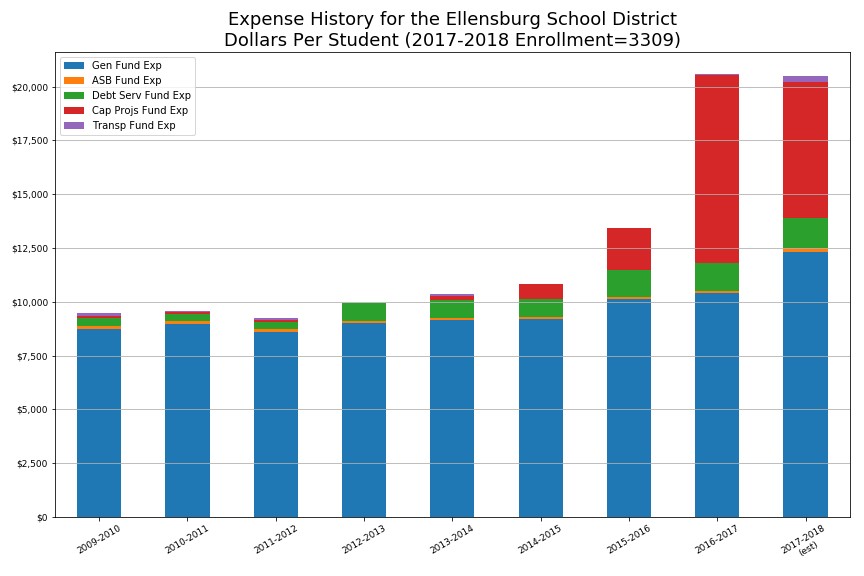 Expense History for the Ellensburg School District
Dollars Per Student (2017-2018 Enrollment=3309)
Gen Fund Exp
ASB Fund Exp
Debt Serv Fund Exp
Cap Projs Fund Exp
Transp Fund Exp
$20,000
$17,500
$15,000
$12,500
$10,000
$7,500
$5,000
$2,500
$0
2009-2010
2010-2011
2011-2012
2012-2013
2013-2014
2014-2015
2015-2016
2016-2017
2017-2018
(est)